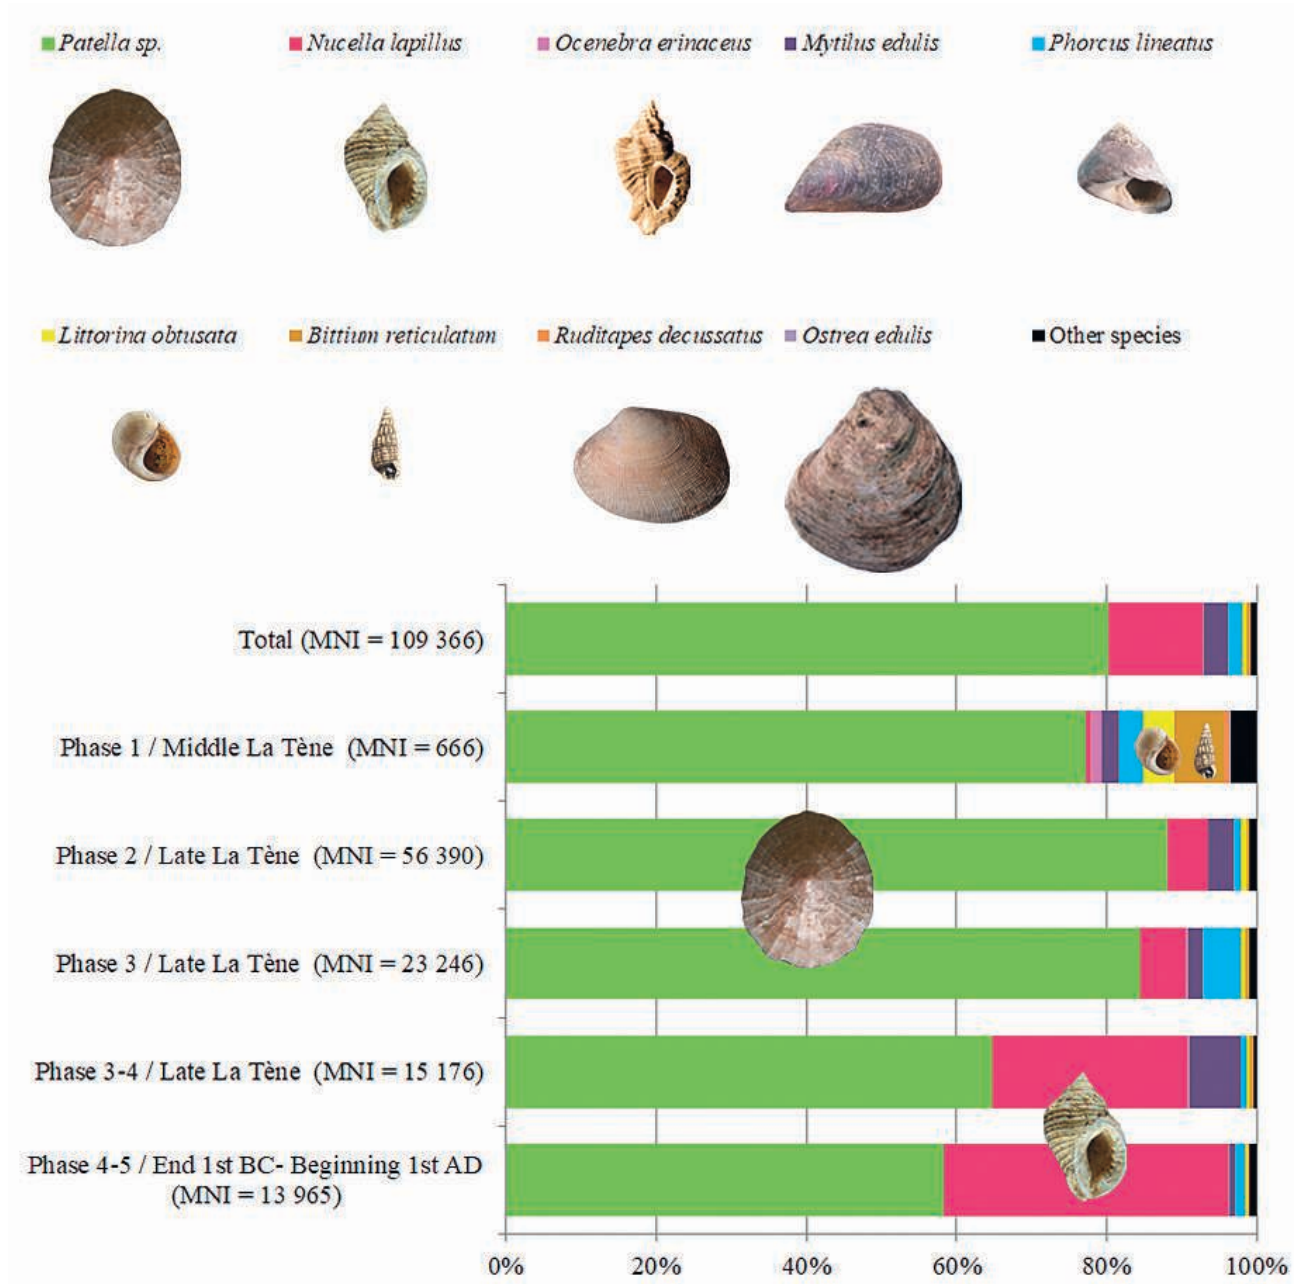 Patella sp. Nucella lapillus Ocenebra erinaceus Mytilus edulis Phorcus lineatus
Littorina obtusata Bittium reticulatum Ruditapes decussatus Ostrea edulis Other species
Total (MNI = 109 366)
Phase 1 / Middle La Tène (MNI = 666)
Phase 2 / Late La Tène (MNI = 56 390)
Phase 3 / Late La Tène (MNI = 23 246)
Phase 3-4 / Late La Tène (MNI = 15 176)
Phase 4-5 / End 1st BC- Beginning 1st AD
(MNI = 13 965)
0% 20% 40% 60% 80% 100%